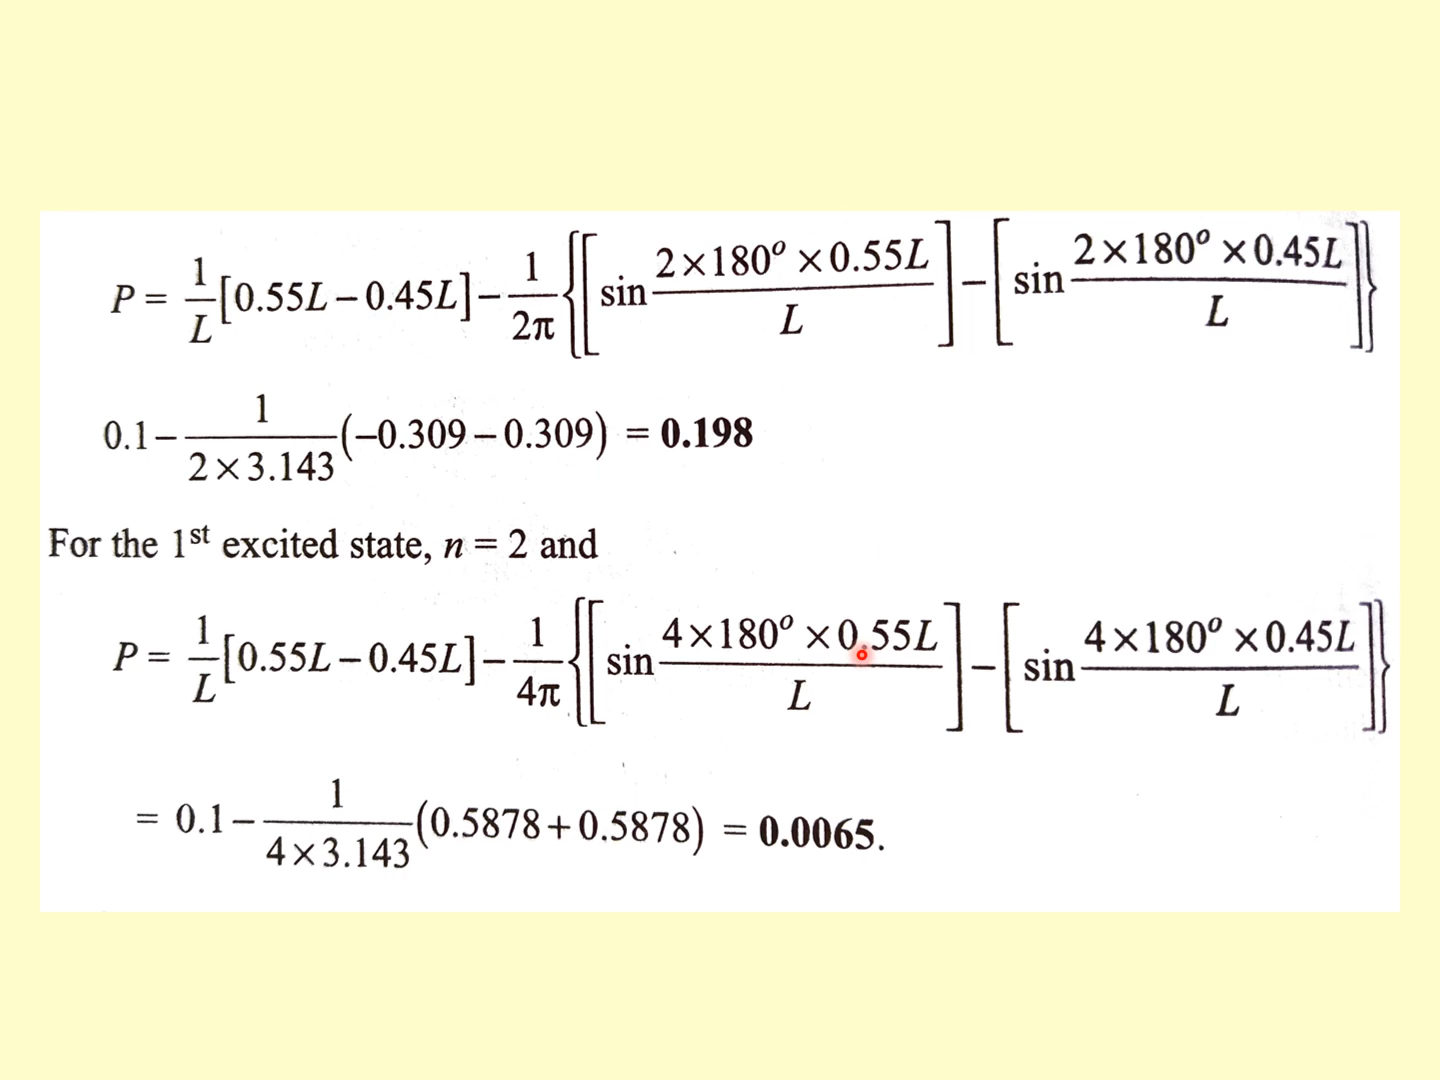 P = 1/L [0.55L − 0.45L] − 1/2π {[sin 2×180° ×0.55L / L] − [sin 2×180° ×0.45L / L]}
0.1 − 1/2×3.143 (−0.309 − 0.309) = 0.198
For the 1st excited state, n = 2 and
P = 1/L [0.55L − 0.45L] − 1/4π {[sin 4×180° ×0.55L / L] − [sin 4×180° ×0.45L / L]}
= 0.1 − 1/4×3.143 (0.5878 + 0.5878) = 0.0065.